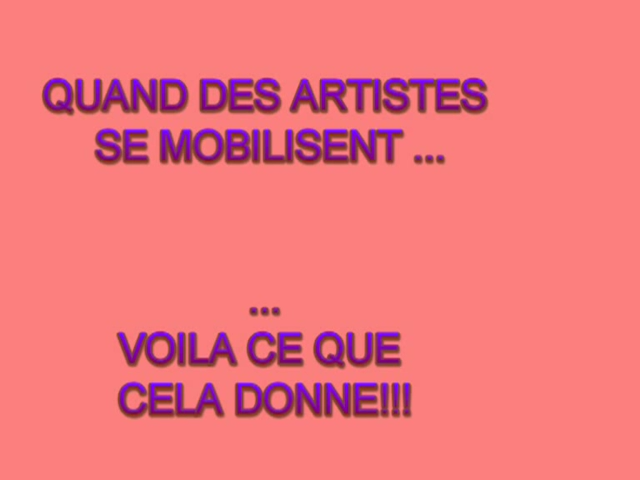 QUAND DES ARTISTES
SE MOBILISENT ...
...
VOILA CE QUE
CELA DONNE!!!